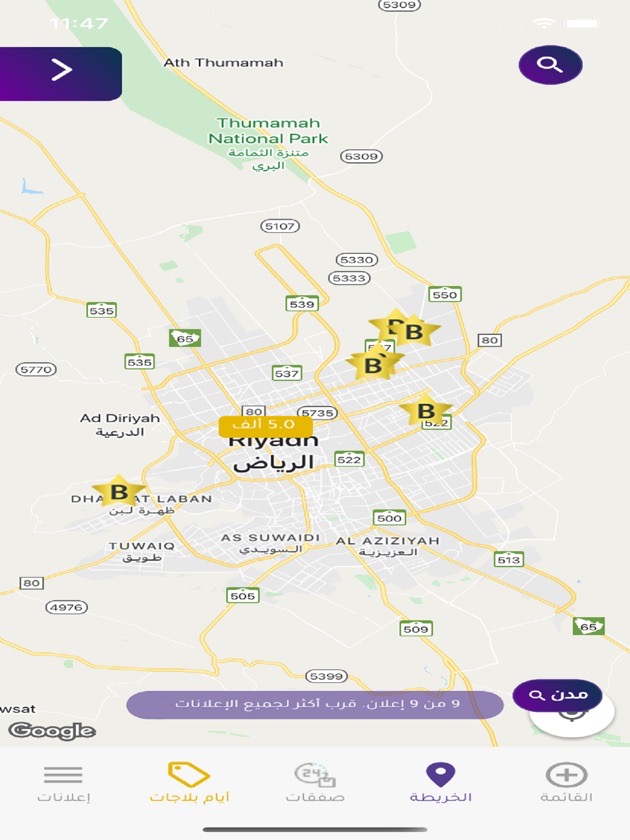 5309
11:47
Ath Thumamah
Thumamah
National Park
متنزة الثمامة
البري
5309
5107
5330
5333
550
539
535
65
80
B
B
535
B
5770
537
80
5735
B
522
Ad Diriyah
الدرعية
5.0 ألف
Riyadh
الرياض
522
B
LABAN
ظهرة لبن
500
AS SUWAIDI
السويدي
AL AZIZIYAH
العزيزية
TUWAIQ
طويق
513
80
505
4976
509
65
5399
مدن
9 من 9 إعلان. قرب أكثر لجميع الإعلانات
wsat
Google
24
إعلانات
أيام بلاجات
صفقات
الخريطة
القائمة